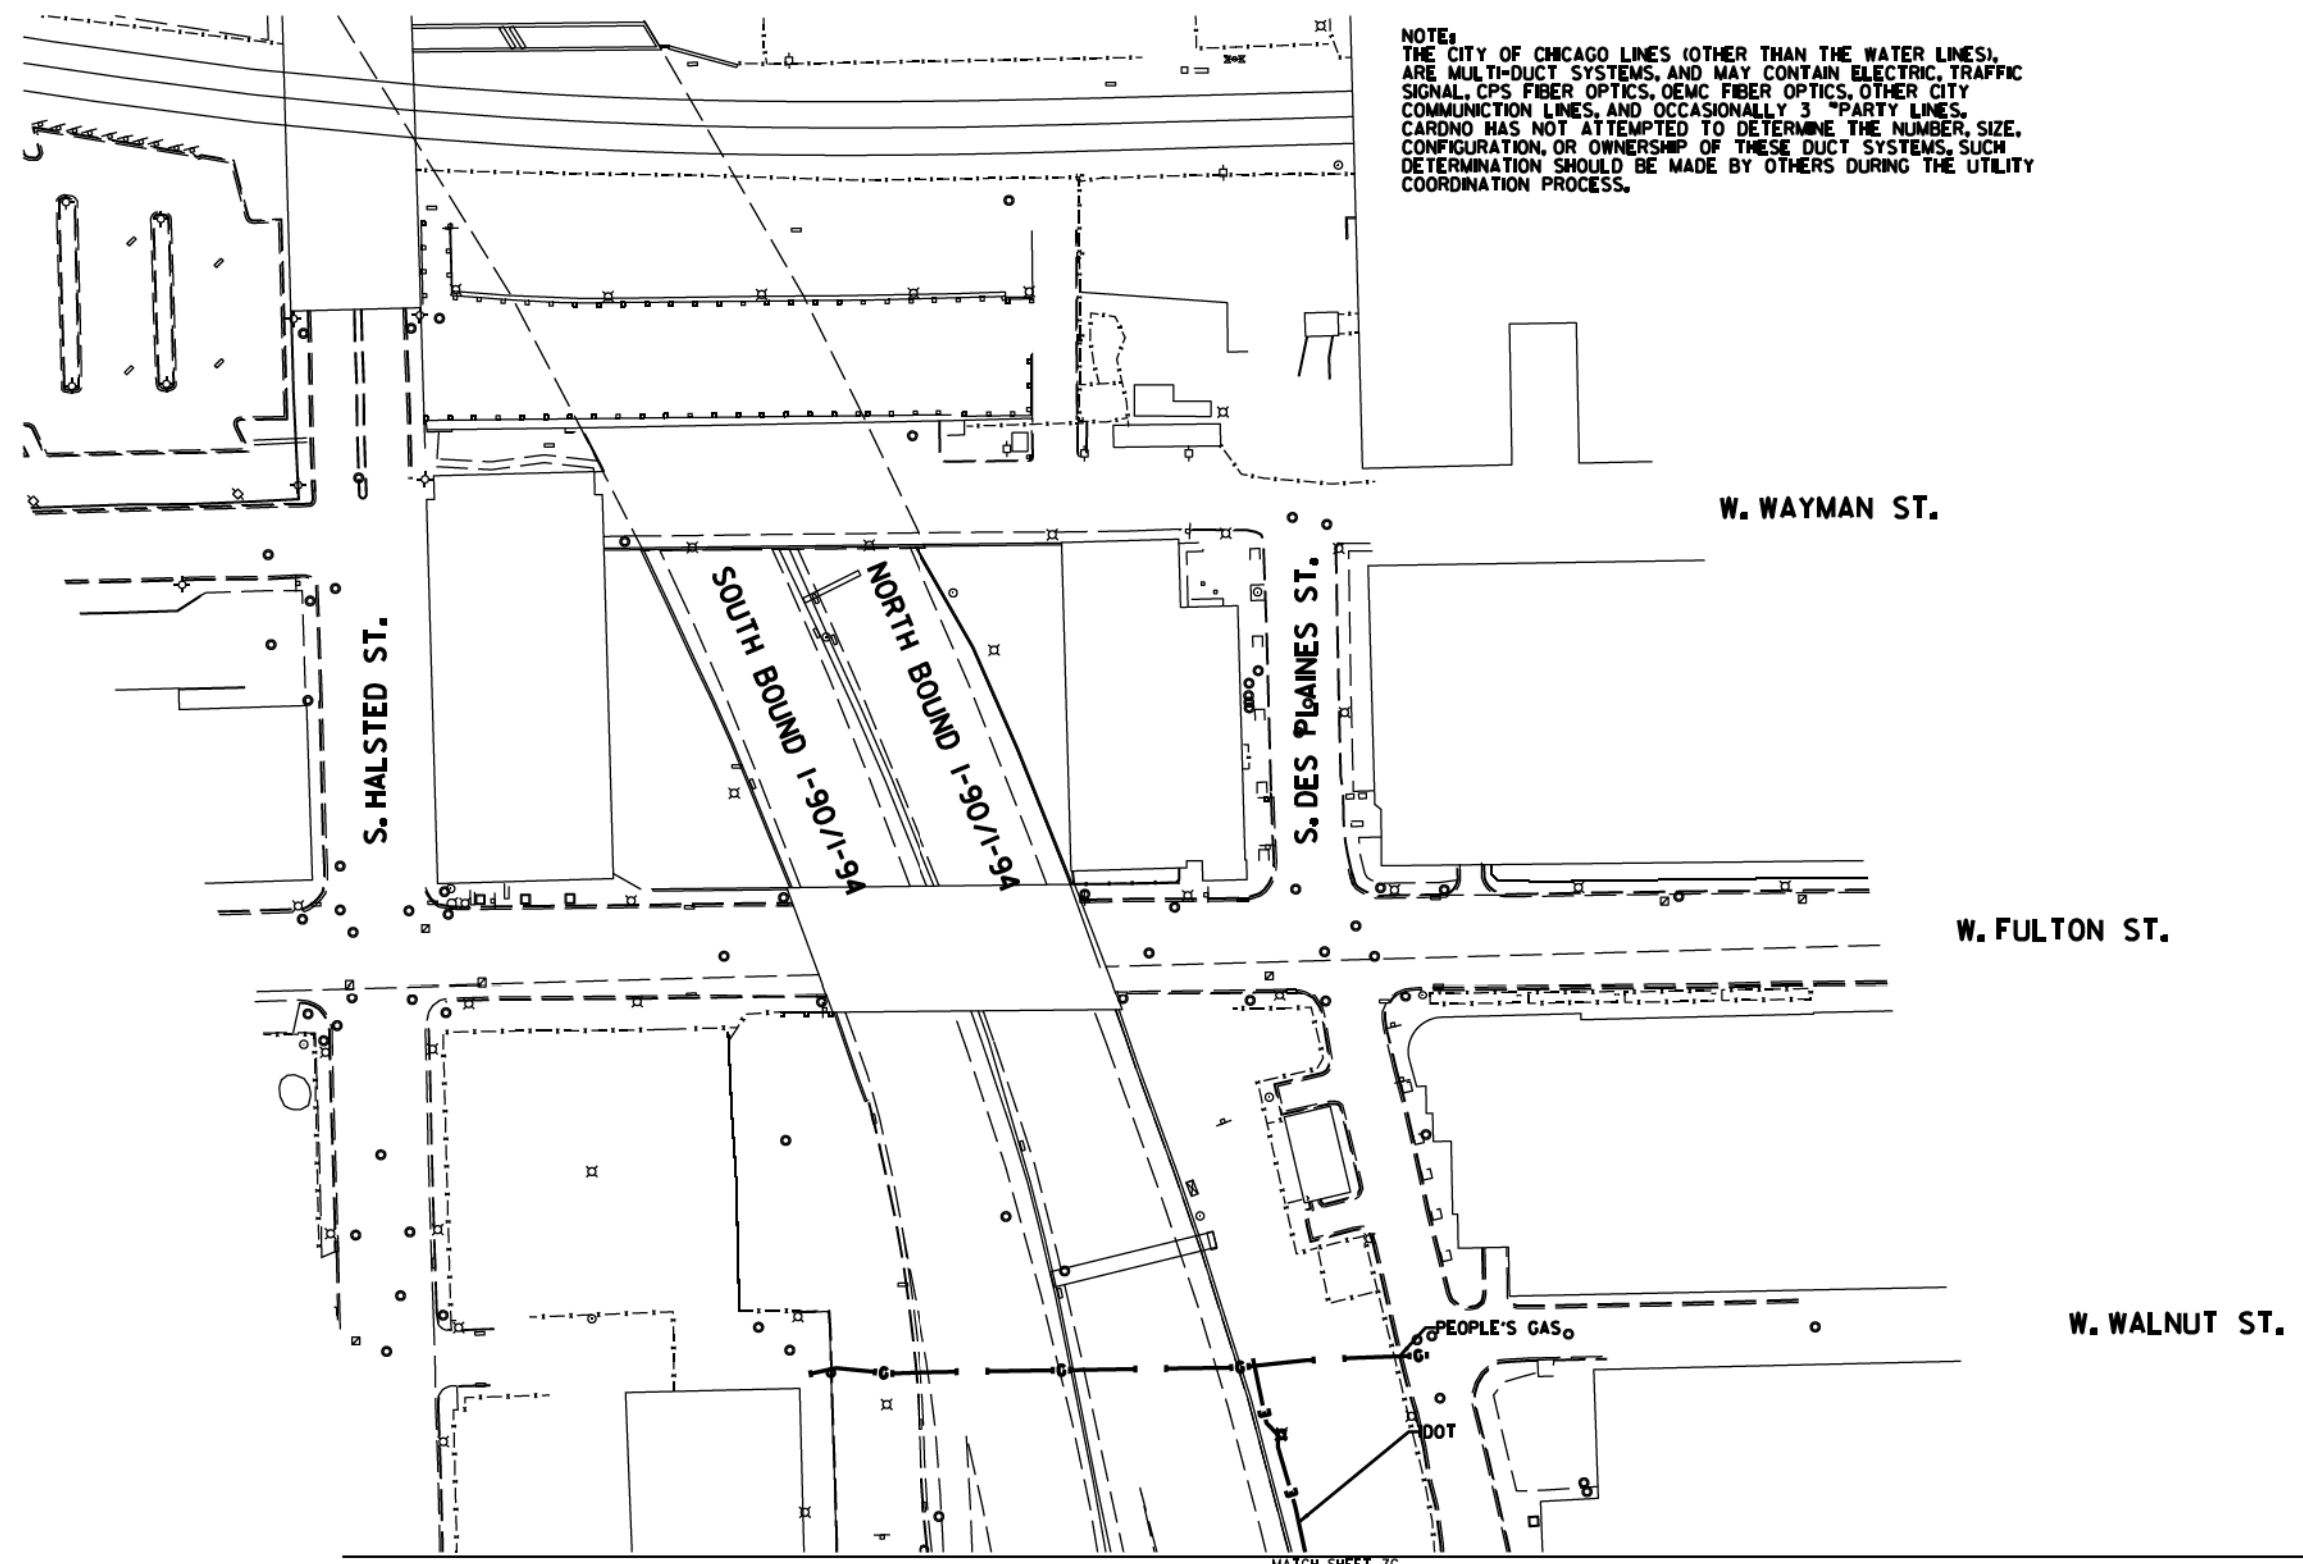 NOTE:
THE CITY OF CHICAGO LINES (OTHER THAN THE WATER LINES),
ARE MULTI-DUCT SYSTEMS, AND MAY CONTAIN ELECTRIC, TRAFFIC
SIGNAL, CPS FIBER OPTICS, OEMC FIBER OPTICS, OTHER CITY
COMMUNICTION LINES, AND OCCASIONALLY 3 "PARTY LINES.
CARDNO HAS NOT ATTEMPTED TO DETERMINE THE NUMBER, SIZE,
CONFIGURATION, OR OWNERSHIP OF THESE DUCT SYSTEMS. SUCH
DETERMINATION SHOULD BE MADE BY OTHERS DURING THE UTILITY
COORDINATION PROCESS.
W. WAYMAN ST.
SOUTH BOUND I-90/I-94
NORTH BOUND I-90/I-94
S. HALSTED ST.
S. DES PLAINES ST.
W. FULTON ST.
PEOPLE'S GAS
W. WALNUT ST.
G
G
G
G
E
IDOT
E